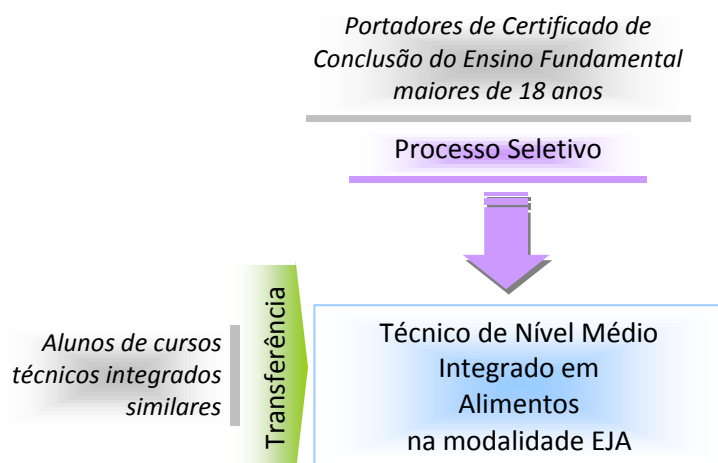 Portadores de Certificado de
Conclusão do Ensino Fundamental
maiores de 18 anos
Processo Seletivo
Transferência
Alunos de cursos
técnicos integrados
similares
Técnico de Nível Médio
Integrado em
Alimentos
na modalidade EJA